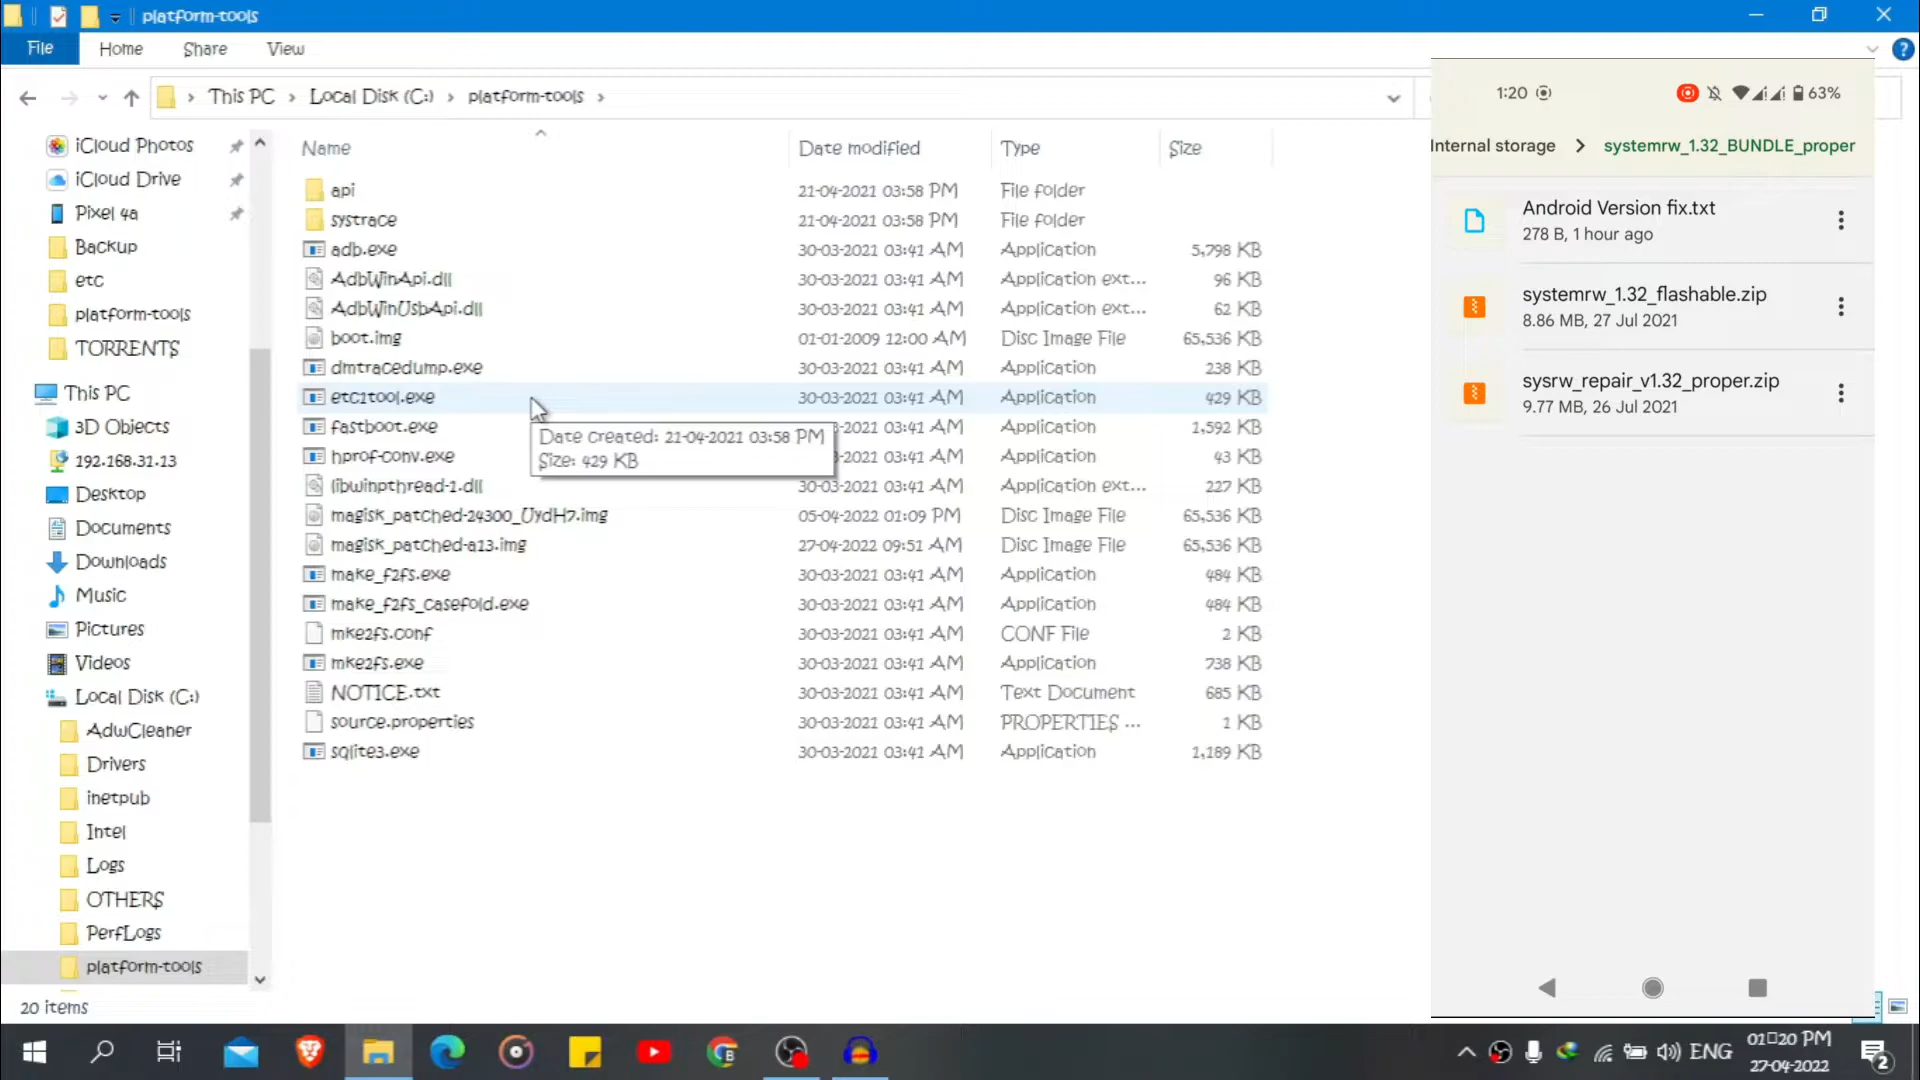 platform-tools
File Home Share View
This PC > Local Disk (C:) > platform-tools >
iCloud Photos
iCloud Drive
Pixel 4a
Backup
etc
platform-tools
TORRENTS
This PC
3D Objects
192.168.31.13
Desktop
Documents
Downloads
Music
Pictures
Videos
Local Disk (C:)
AdwCleaner
Drivers
inetpub
Intel
Logs
OTHERS
PerfLogs
platform-tools
20 items
Name Date modified Type Size
api 21-04-2021 03:58 PM File folder
systrace 21-04-2021 03:58 PM File folder
adb.exe 30-03-2021 03:41 AM Application 5,798 KB
AdbWinApi.dll 30-03-2021 03:41 AM Application ext... 96 KB
AdbWinUsbApi.dll 30-03-2021 03:41 AM Application ext... 62 KB
boot.img 01-01-2009 12:00 AM Disc Image File 65,536 KB
dmtracedump.exe 30-03-2021 03:41 AM Application 238 KB
etc1tool.exe 30-03-2021 03:41 AM Application 429 KB
fastboot.exe 3-2021 03:41 AM Application 1,592 KB
hprof-conv.exe 3-2021 03:41 AM Application 43 KB
libwinpthread-1.dll 30-03-2021 03:41 AM Application ext... 227 KB
magisk_patched-24300_UydH7.img 05-04-2022 01:09 PM Disc Image File 65,536 KB
magisk_patched-a13.img 27-04-2022 09:51 AM Disc Image File 65,536 KB
make_f2fs.exe 30-03-2021 03:41 AM Application 484 KB
make_f2fs_casefold.exe 30-03-2021 03:41 AM Application 484 KB
mke2fs.conf 30-03-2021 03:41 AM CONF File 2 KB
mke2fs.exe 30-03-2021 03:41 AM Application 738 KB
NOTICE.txt 30-03-2021 03:41 AM Text Document 685 KB
source.properties 30-03-2021 03:41 AM PROPERTIES ... 1 KB
sqlite3.exe 30-03-2021 03:41 AM Application 1,189 KB
Date created: 21-04-2021 03:58 PM
Size: 429 KB
1:20 63%
Internal storage > systemrw_1.32_BUNDLE_proper
Android Version fix.txt
278 B, 1 hour ago
systemrw_1.32_flashable.zip
8.86 MB, 27 Jul 2021
sysrw_repair_v1.32_proper.zip
9.77 MB, 26 Jul 2021
ENG
01□20 PM
27-04-2022
2